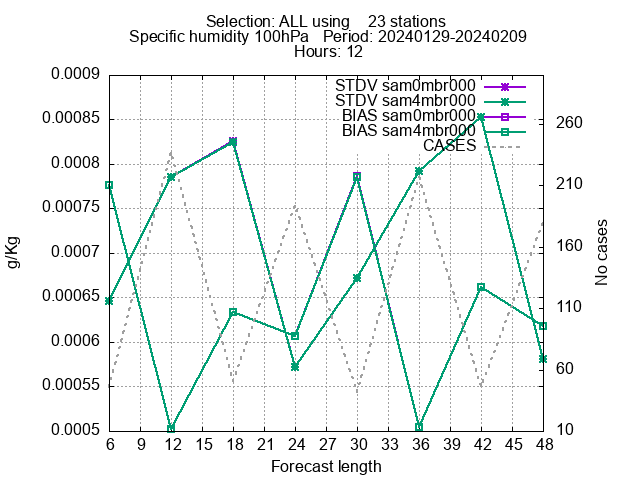 Selection: ALL using    23 stations
Specific humidity 100hPa   Period: 20240129-20240209
Hours: 12
STDV sam0mbr000
STDV sam4mbr000
BIAS sam0mbr000
BIAS sam4mbr000
CASES
0.0009
0.00085
0.0008
0.00075
0.0007
0.00065
0.0006
0.00055
0.0005
g/Kg
260
210
160
110
60
10
No cases
6 9 12 15 18 21 24 27 30 33 36 39 42 45 48
Forecast length